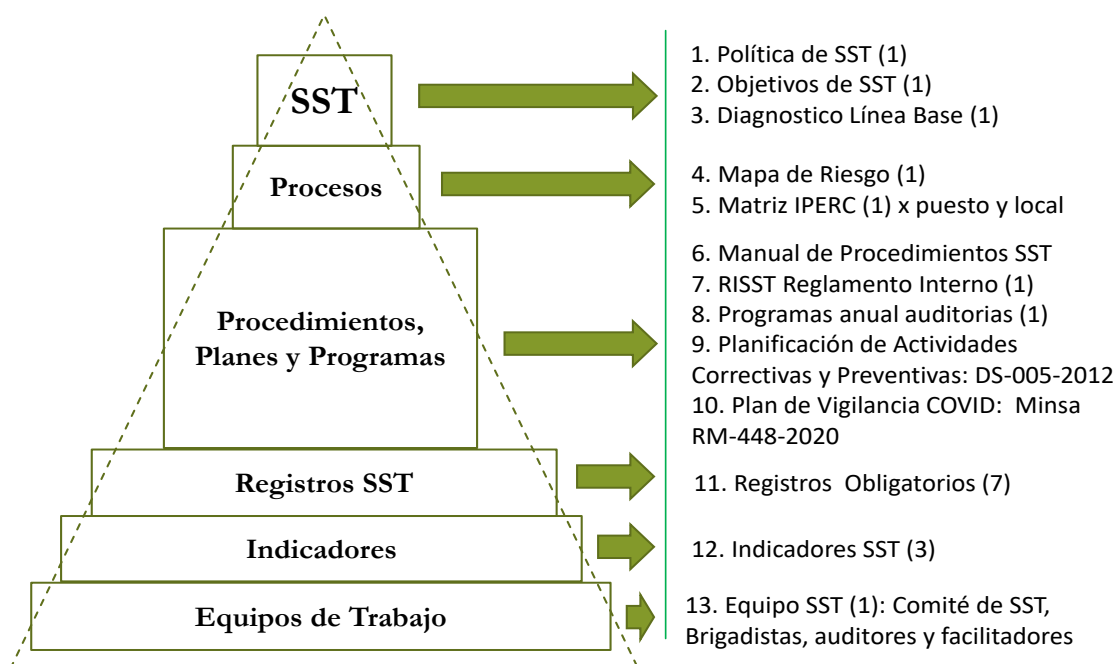 SST
1. Política de SST (1)
2. Objetivos de SST (1)
3. Diagnostico Línea Base (1)
Procesos
4. Mapa de Riesgo (1)
5. Matriz IPERC (1) x puesto y local
Procedimientos,
Planes y Programas
6. Manual de Procedimientos SST
7. RISST Reglamento Interno (1)
8. Programas anual auditorias (1)
9. Planificación de Actividades
Correctivas y Preventivas: DS-005-2012
10. Plan de Vigilancia COVID: Minsa
RM-448-2020
Registros SST
11. Registros Obligatorios (7)
Indicadores
12. Indicadores SST (3)
Equipos de Trabajo
13. Equipo SST (1): Comité de SST,
Brigadistas, auditores y facilitadores